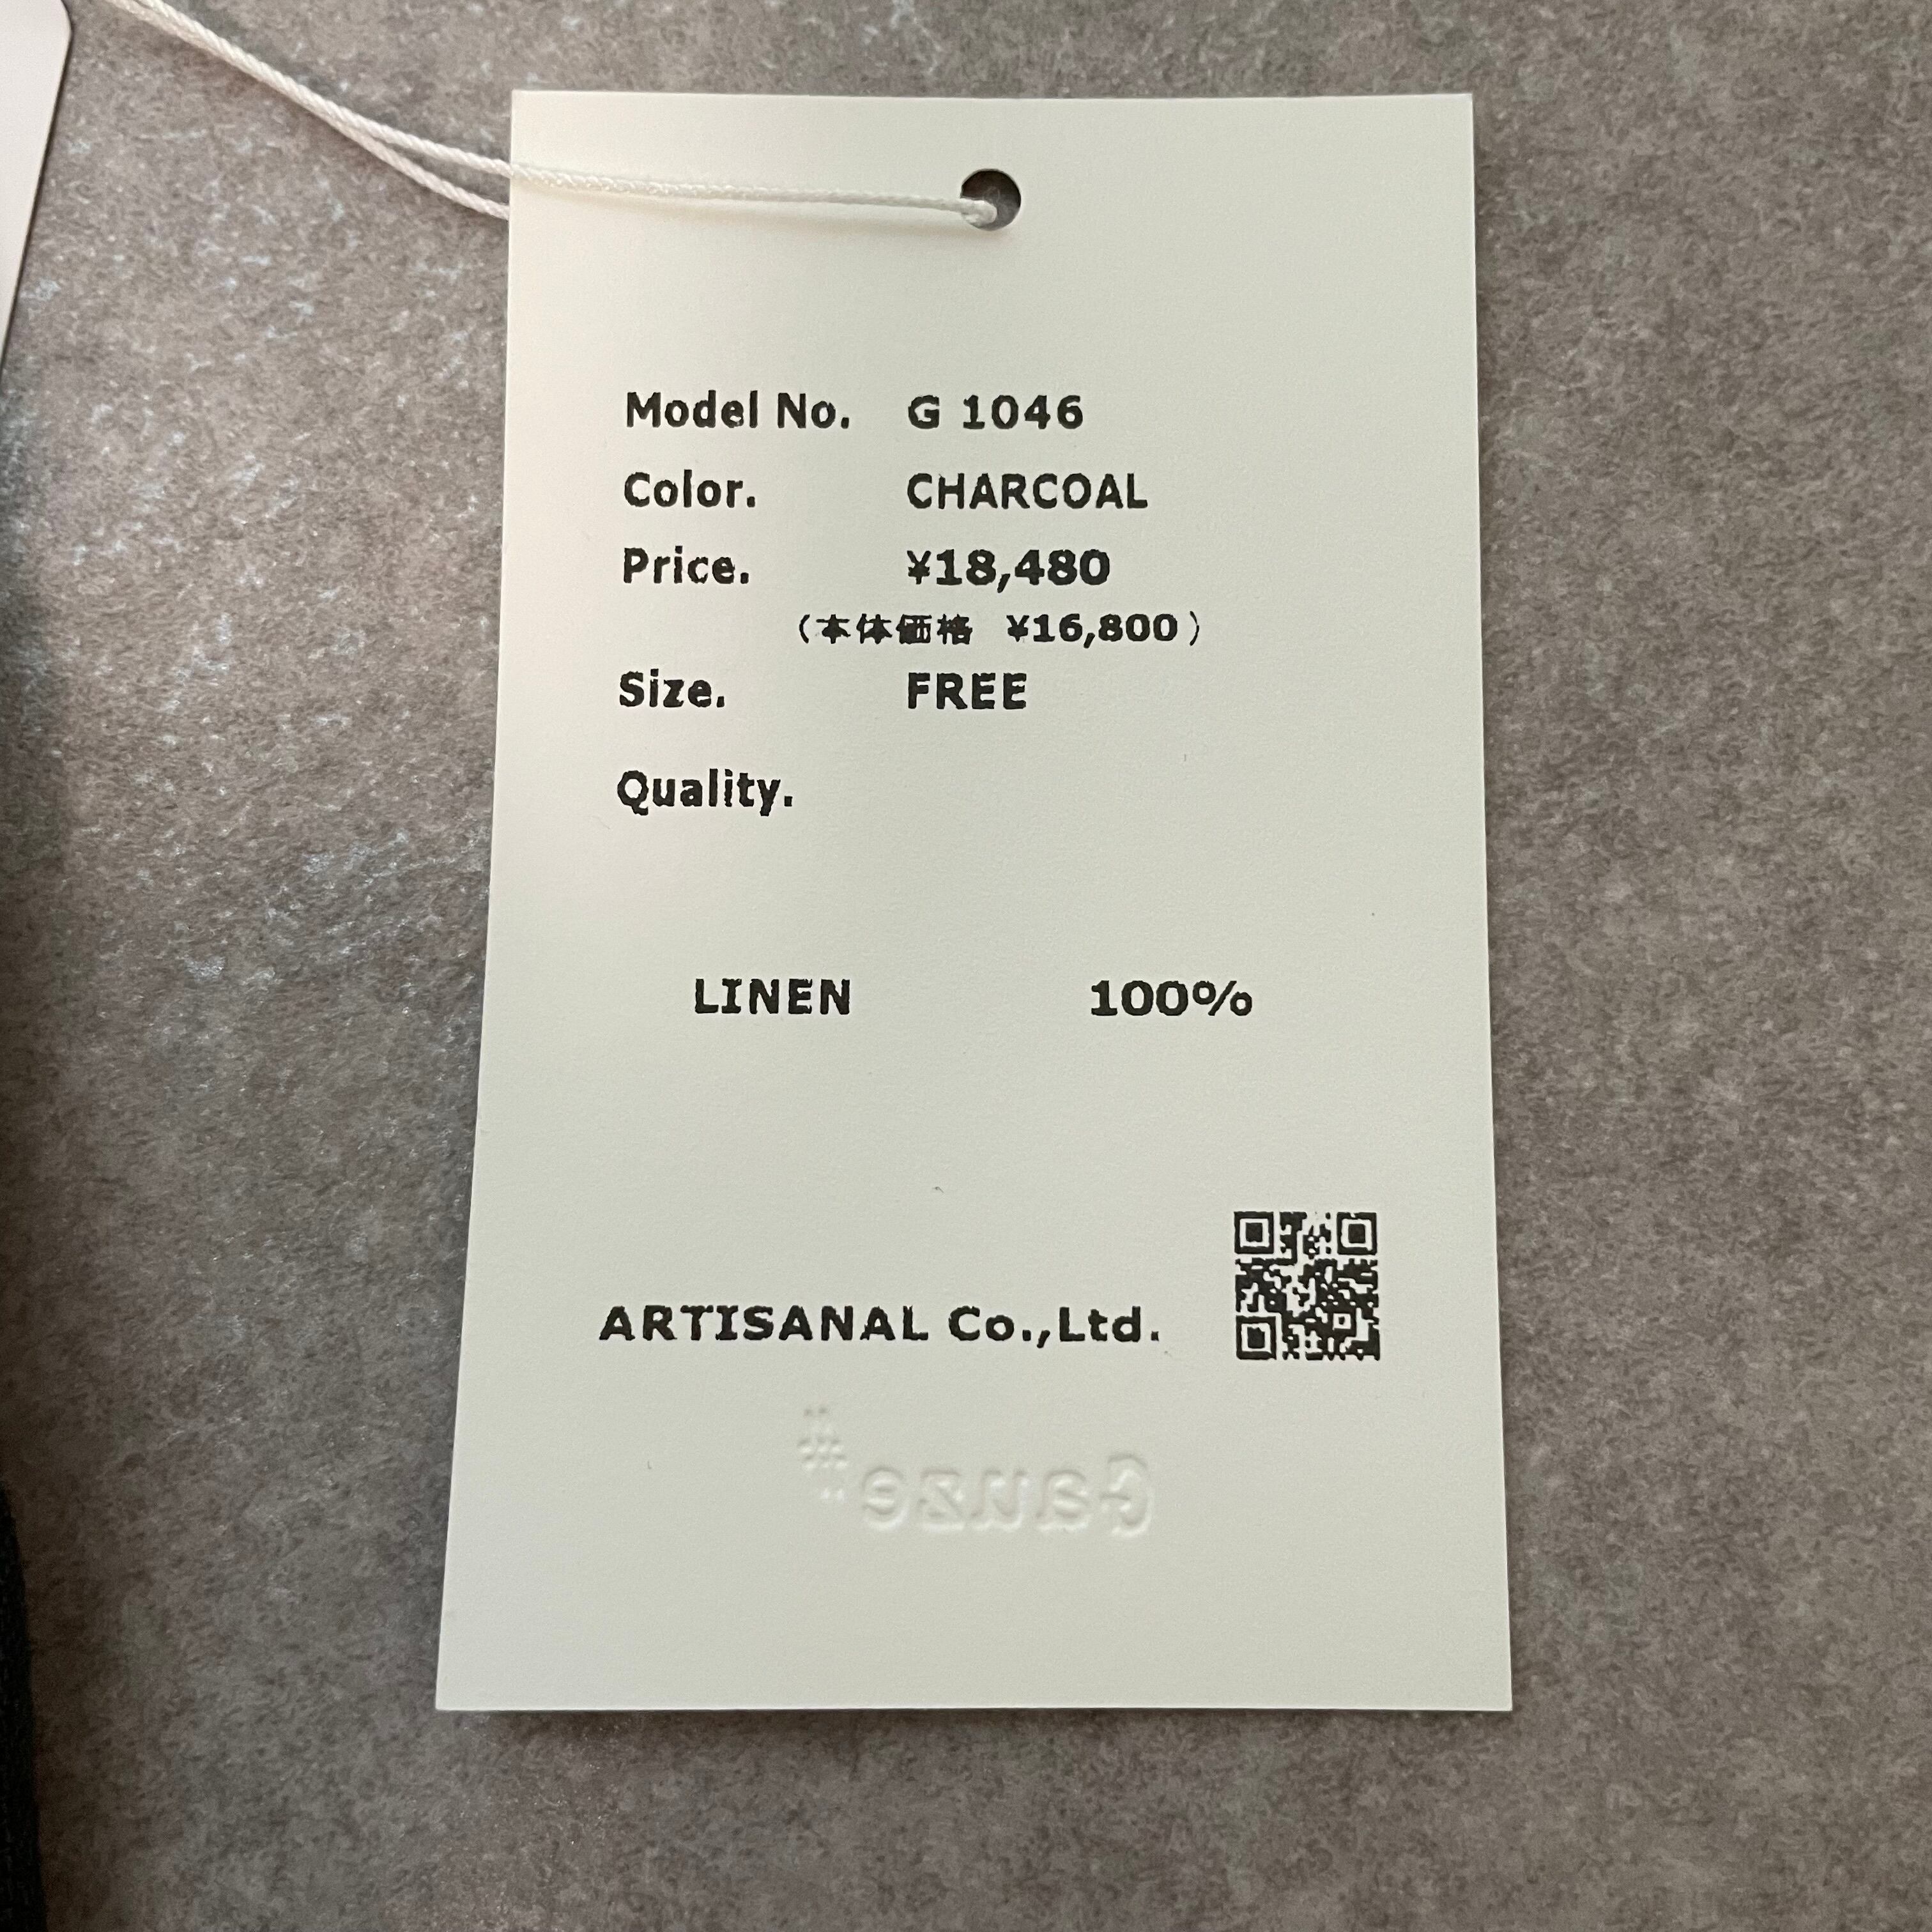 Model No. G 1046
Color. CHARCOAL
Price. ¥18,480
（本体価格 ¥16,800）
Size. FREE
Quality.
LINEN 100%
ARTISANAL Co.,Ltd.
Gauze#